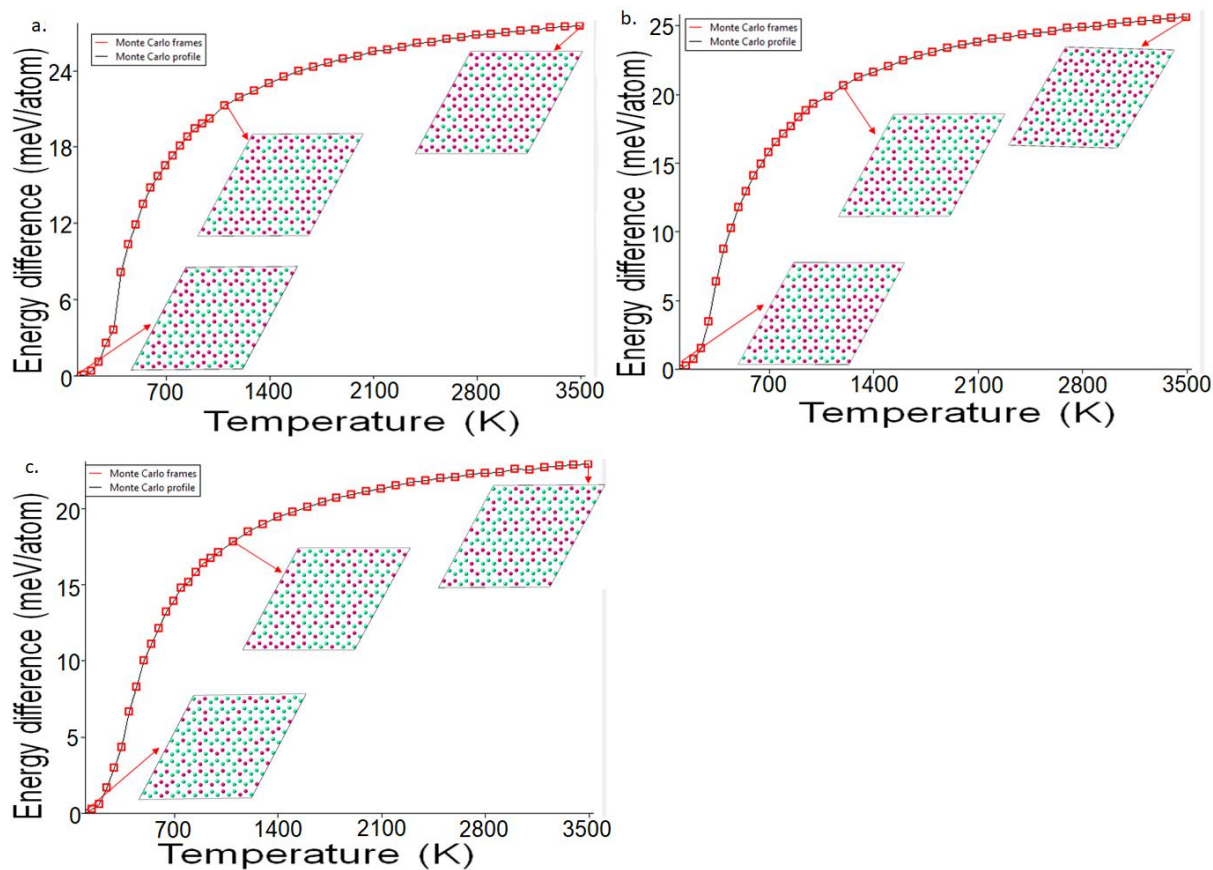 a.
Monte Carlo frames
Monte Carlo profile
Energy difference (meV/atom)
24
18
12
6
0
700 1400 2100 2800 3500
Temperature (K)
b.
Monte Carlo frames
Monte Carlo profile
Energy difference (meV/atom)
25
20
15
10
5
0
700 1400 2100 2800 3500
Temperature (K)
c.
Monte Carlo frames
Monte Carlo profile
Energy difference (meV/atom)
20
15
10
5
0
700 1400 2100 2800 3500
Temperature (K)